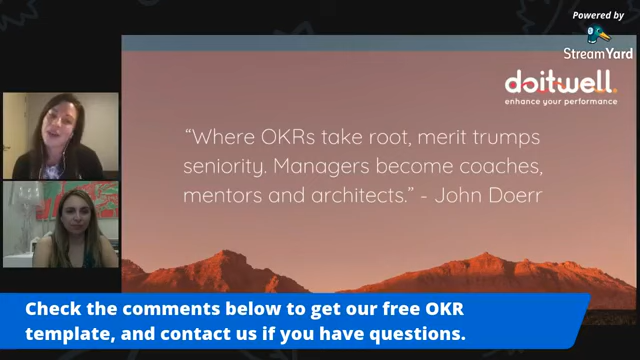 Powered by
StreamYard
doitwell.
enhance your performance
“Where OKRs take root, merit trumps
seniority. Managers become coaches,
mentors and architects.” - John Doerr
Check the comments below to get our free OKR
template, and contact us if you have questions.